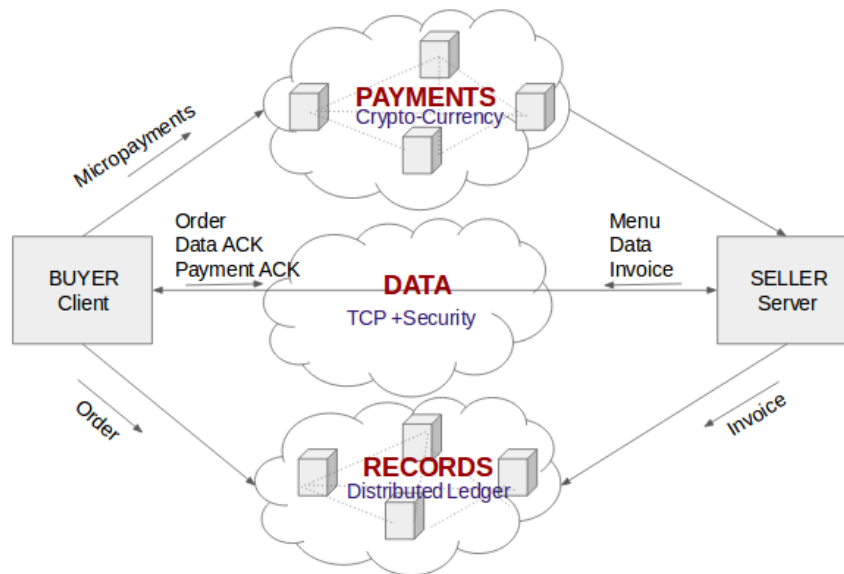 PAYMENTS
Crypto-Currency
Micropayments
Order
Data ACK
Payment ACK
Menu
Data
Invoice
BUYER
Client
DATA
TCP +Security
SELLER
Server
Order
Invoice
RECORDS
Distributed Ledger